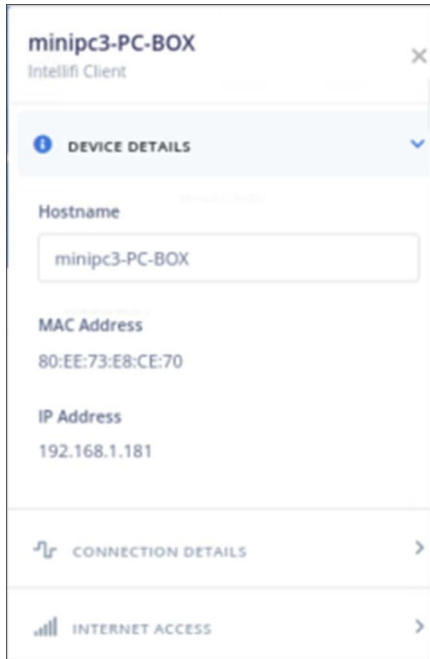 minipc3-PC-BOX
Intellifi Client
DEVICE DETAILS
Hostname
minipc3-PC-BOX
MAC Address
80:EE:73:E8:CE:70
IP Address
192.168.1.181
CONNECTION DETAILS
INTERNET ACCESS